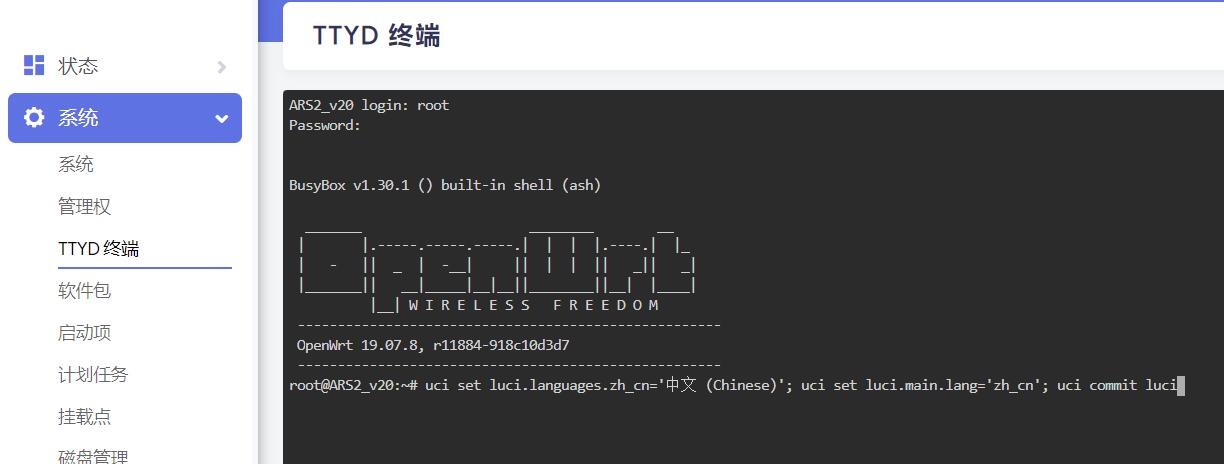 TTYD 终端
状态
系统
系统
管理权
TTYD 终端
软件包
启动项
计划任务
挂载点
磁盘管理
ARS2_v20 login: root
Password:
BusyBox v1.30.1 () built-in shell (ash)
OpenWrt
W I R E L E S S   F R E E D O M
-----------------------------------------------------
OpenWrt 19.07.8, r11884-918c10d3d7
-----------------------------------------------------
root@ARS2_v20:~# uci set luci.languages.zh_cn='中文 (Chinese)'; uci set luci.main.lang='zh_cn'; uci commit luci